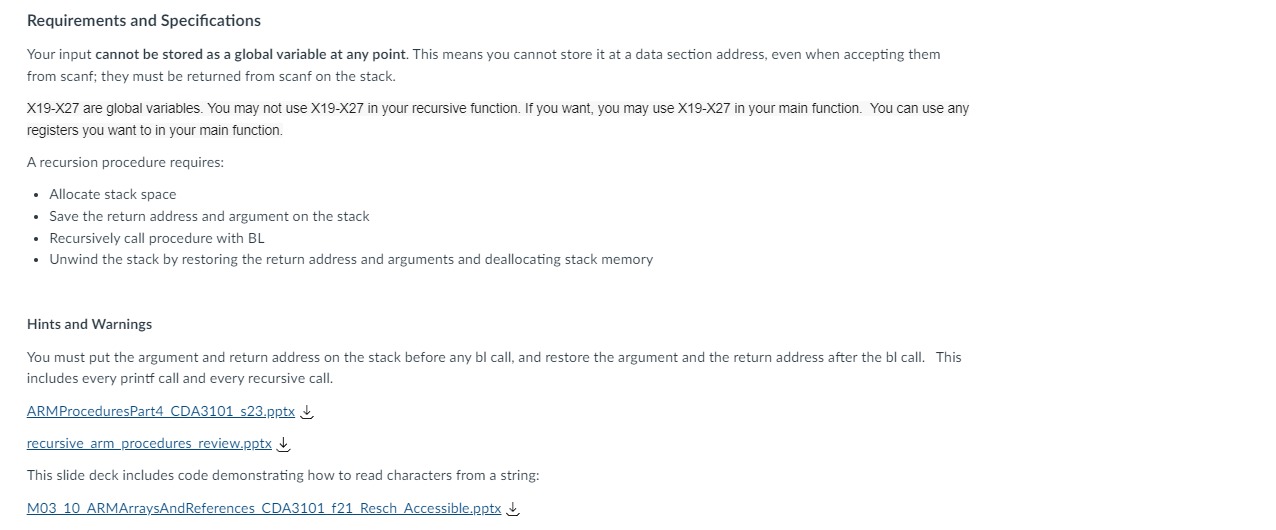 Requirements and Specifications
Your input cannot be stored as a global variable at any point. This means you cannot store it at a data section address, even when accepting them
from scanf; they must be returned from scanf on the stack.
X19-X27 are global variables. You may not use X19-X27 in your recursive function. If you want, you may use X19-X27 in your main function. You can use any
registers you want to in your main function.
A recursion procedure requires:
• Allocate stack space
• Save the return address and argument on the stack
• Recursively call procedure with BL
• Unwind the stack by restoring the return address and arguments and deallocating stack memory
Hints and Warnings
You must put the argument and return address on the stack before any bl call, and restore the argument and the return address after the bl call. This
includes every printf call and every recursive call.
ARMProceduresPart4_CDA3101_s23.pptx
recursive_arm_procedures_review.pptx
This slide deck includes code demonstrating how to read characters from a string:
M03_10_ARMArraysAndReferences_CDA3101_f21_Resch_Accessible.pptx